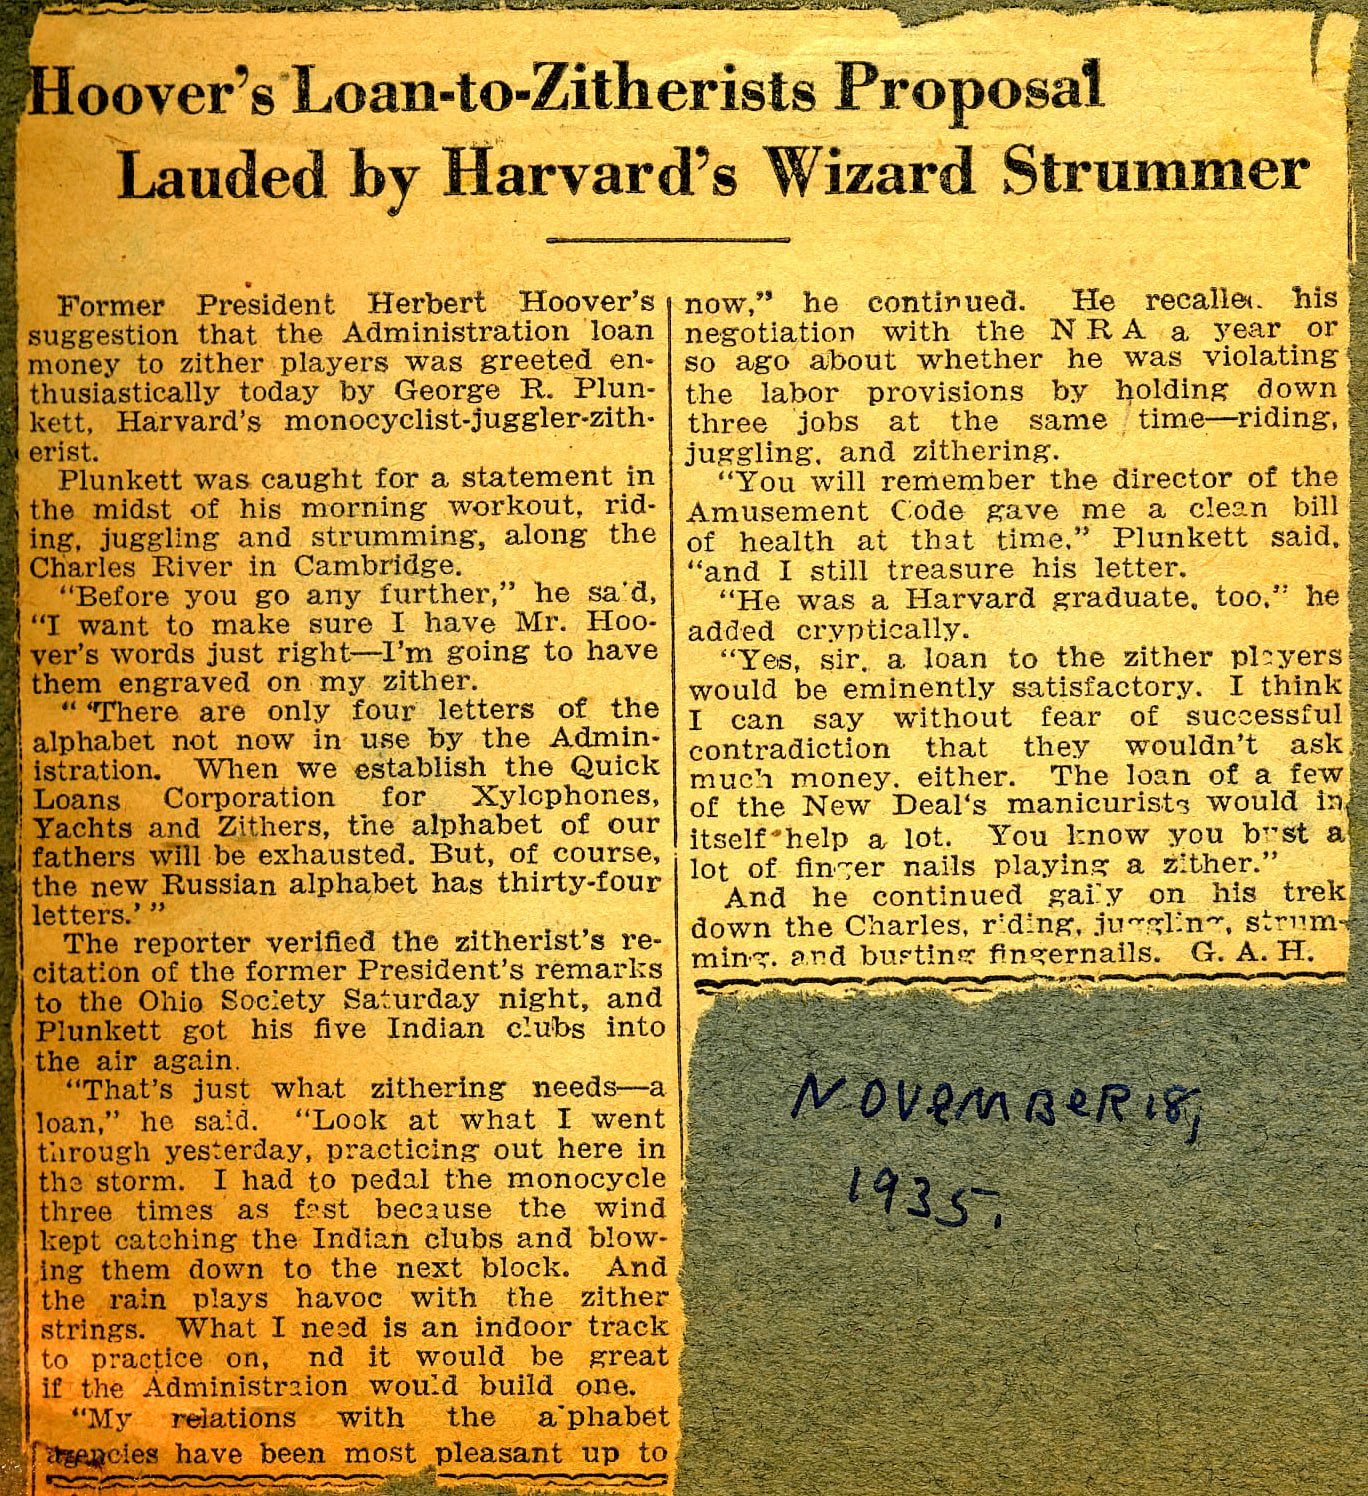 Hoover's Loan-to-Zitherists Proposal
Lauded by Harvard's Wizard Strummer
Former President Herbert Hoover's
suggestion that the Administration loan
money to zither players was greeted en-
thusiastically today by George R. Plun-
kett, Harvard's monocyclist-juggler-zith-
erist.
Plunkett was caught for a statement in
the midst of his morning workout, rid-
ing, juggling and strumming, along the
Charles River in Cambridge.
"Before you go any further," he said,
"I want to make sure I have Mr. Hoo-
ver's words just right—I'm going to have
them engraved on my zither.
" 'There are only four letters of the
alphabet not now in use by the Admin-
istration. When we establish the Quick
Loans Corporation for Xylophones,
Yachts and Zithers, the alphabet of our
fathers will be exhausted. But, of course,
the new Russian alphabet has thirty-four
letters.' "
The reporter verified the zitherist's re-
citation of the former President's remarks
to the Ohio Society Saturday night, and
Plunkett got his five Indian clubs into
the air again.
"That's just what zithering needs—a
loan," he said. "Look at what I went
through yesterday, practicing out here in
the storm. I had to pedal the monocycle
three times as fast because the wind
kept catching the Indian clubs and blow-
ing them down to the next block. And
the rain plays havoc with the zither
strings. What I need is an indoor track
to practice on, nd it would be great
if the Administraion would build one.
"My relations with the alphabet
agencies have been most pleasant up to
now," he continued. He recalled his
negotiation with the N R A a year or
so ago about whether he was violating
the labor provisions by holding down
three jobs at the same time—riding,
juggling, and zithering.
"You will remember the director of the
Amusement Code gave me a clean bill
of health at that time," Plunkett said,
"and I still treasure his letter.
"He was a Harvard graduate, too," he
added cryptically.
"Yes, sir, a loan to the zither players
would be eminently satisfactory. I think
I can say without fear of successful
contradiction that they wouldn't ask
much money, either. The loan of a few
of the New Deal's manicurists would in
itself help a lot. You know you bust a
lot of finger nails playing a zither."
And he continued gaily on his trek
down the Charles, riding, juggling, strum-
ming, and busting fingernails. G. A. H.
NOVEMBER 18,
1935.